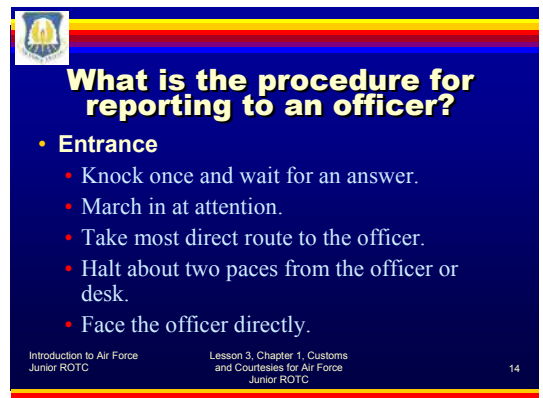 What is the procedure for
reporting to an officer?
• Entrance
• Knock once and wait for an answer.
• March in at attention.
• Take most direct route to the officer.
• Halt about two paces from the officer or
desk.
• Face the officer directly.
Introduction to Air Force
Junior ROTC
Lesson 3, Chapter 1, Customs
and Courtesies for Air Force
Junior ROTC
14